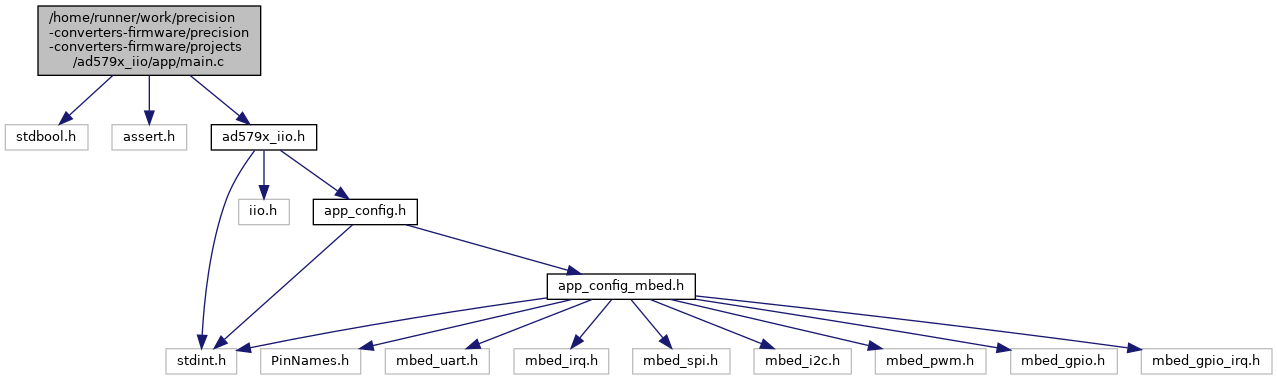 /home/runner/work/precision
-converters-firmware/precision
-converters-firmware/projects
/ad579x_iio/app/main.c
stdbool.h
assert.h
ad579x_iio.h
iio.h
app_config.h
app_config_mbed.h
stdint.h
PinNames.h
mbed_uart.h
mbed_irq.h
mbed_spi.h
mbed_i2c.h
mbed_pwm.h
mbed_gpio.h
mbed_gpio_irq.h